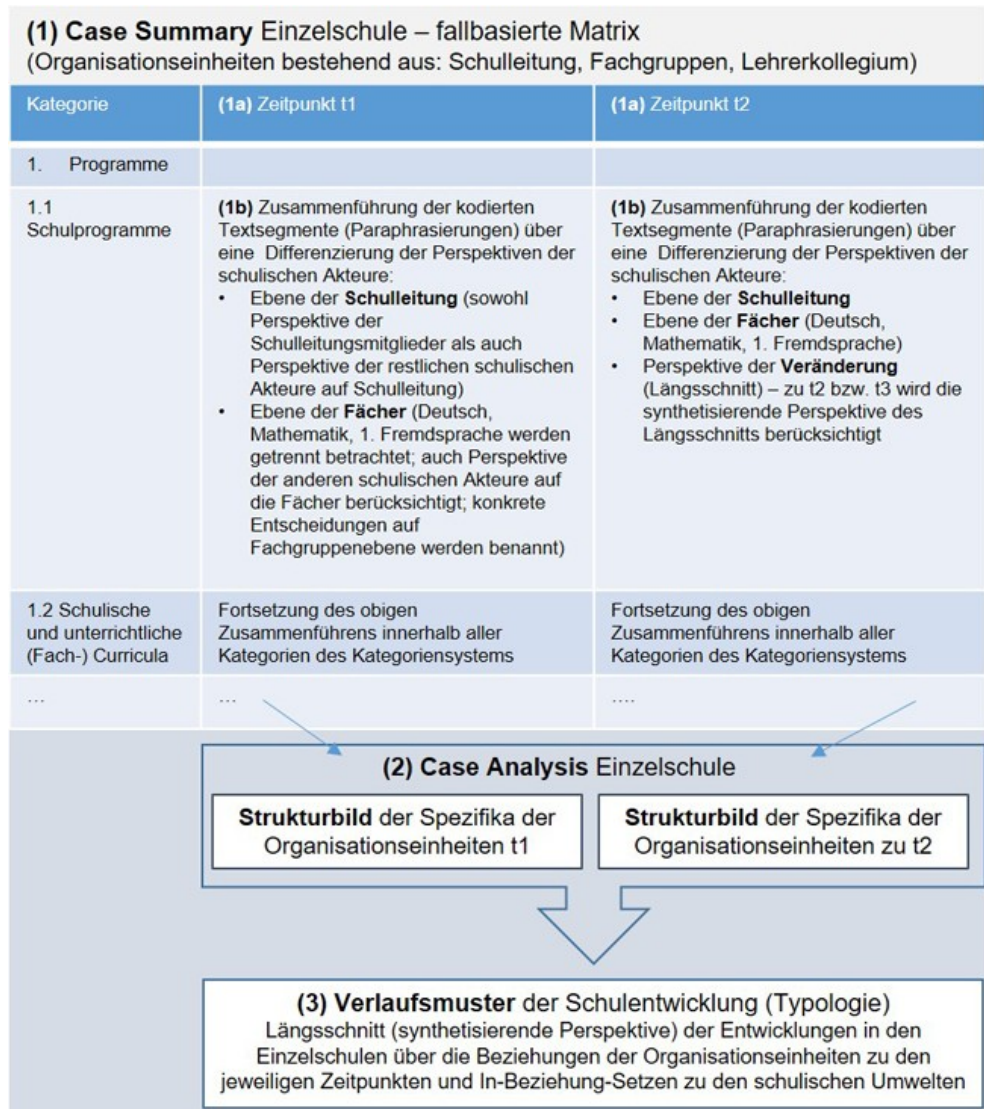 (1) Case Summary Einzelschule – fallbasierte Matrix
(Organisationseinheiten bestehend aus: Schulleitung, Fachgruppen, Lehrerkollegium)
Kategorie
(1a) Zeitpunkt t1
(1a) Zeitpunkt t2
1. Programme
1.1
Schulprogramme
(1b) Zusammenführung der kodierten
Textsegmente (Paraphrasierungen) über
eine Differenzierung der Perspektiven der
schulischen Akteure:
• Ebene der Schulleitung (sowohl
Perspektive der
Schulleitungsmitglieder als auch
Perspektive der restlichen schulischen
Akteure auf Schulleitung)
• Ebene der Fächer (Deutsch,
Mathematik, 1. Fremdsprache werden
getrennt betrachtet; auch Perspektive
der anderen schulischen Akteure auf
die Fächer berücksichtigt; konkrete
Entscheidungen auf
Fachgruppenebene werden benannt)
(1b) Zusammenführung der kodierten
Textsegmente (Paraphrasierungen) über
eine Differenzierung der Perspektiven der
schulischen Akteure:
• Ebene der Schulleitung
• Ebene der Fächer (Deutsch,
Mathematik, 1. Fremdsprache)
• Perspektive der Veränderung
(Längsschnitt) – zu t2 bzw. t3 wird die
synthetisierende Perspektive des
Längsschnitts berücksichtigt
1.2 Schulische
und unterrichtliche
(Fach-) Curricula
Fortsetzung des obigen
Zusammenführens innerhalb aller
Kategorien des Kategoriensystems
Fortsetzung des obigen
Zusammenführens innerhalb aller
Kategorien des Kategoriensystems
…
…
….
(2) Case Analysis Einzelschule
Strukturbild der Spezifika der
Organisationseinheiten t1
Strukturbild der Spezifika der
Organisationseinheiten zu t2
(3) Verlaufsmuster der Schulentwicklung (Typologie)
Längsschnitt (synthetisierende Perspektive) der Entwicklungen in den
Einzelschulen über die Beziehungen der Organisationseinheiten zu den
jeweiligen Zeitpunkten und In-Beziehung-Setzen zu den schulischen Umwelten